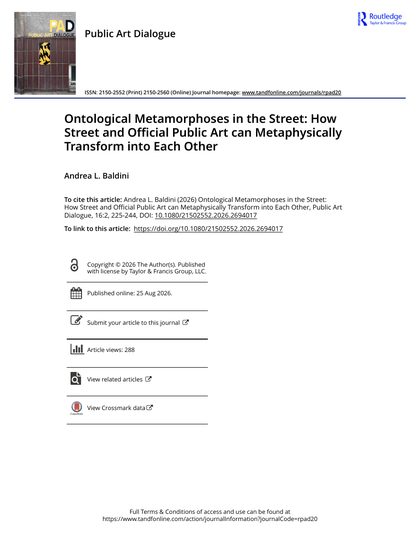 PAD
PUBLIC ART DIALOGUE
Routledge
Taylor & Francis Group
Public Art Dialogue
ISSN: 2150-2552 (Print) 2150-2560 (Online) Journal homepage: www.tandfonline.com/journals/rpad20
Ontological Metamorphoses in the Street: How
Street and Official Public Art can Metaphysically
Transform into Each Other
Andrea L. Baldini
To cite this article: Andrea L. Baldini (2026) Ontological Metamorphoses in the Street:
How Street and Official Public Art can Metaphysically Transform into Each Other, Public Art
Dialogue, 16:2, 225-244, DOI: 10.1080/21502552.2026.2694017
To link to this article: https://doi.org/10.1080/21502552.2026.2694017
Copyright © 2026 The Author(s). Published
with license by Taylor & Francis Group, LLC.
Published online: 25 Aug 2026.
Submit your article to this journal
Article views: 288
View related articles
View Crossmark data
Full Terms & Conditions of access and use can be found at
https://www.tandfonline.com/action/journalInformation?journalCode=rpad20